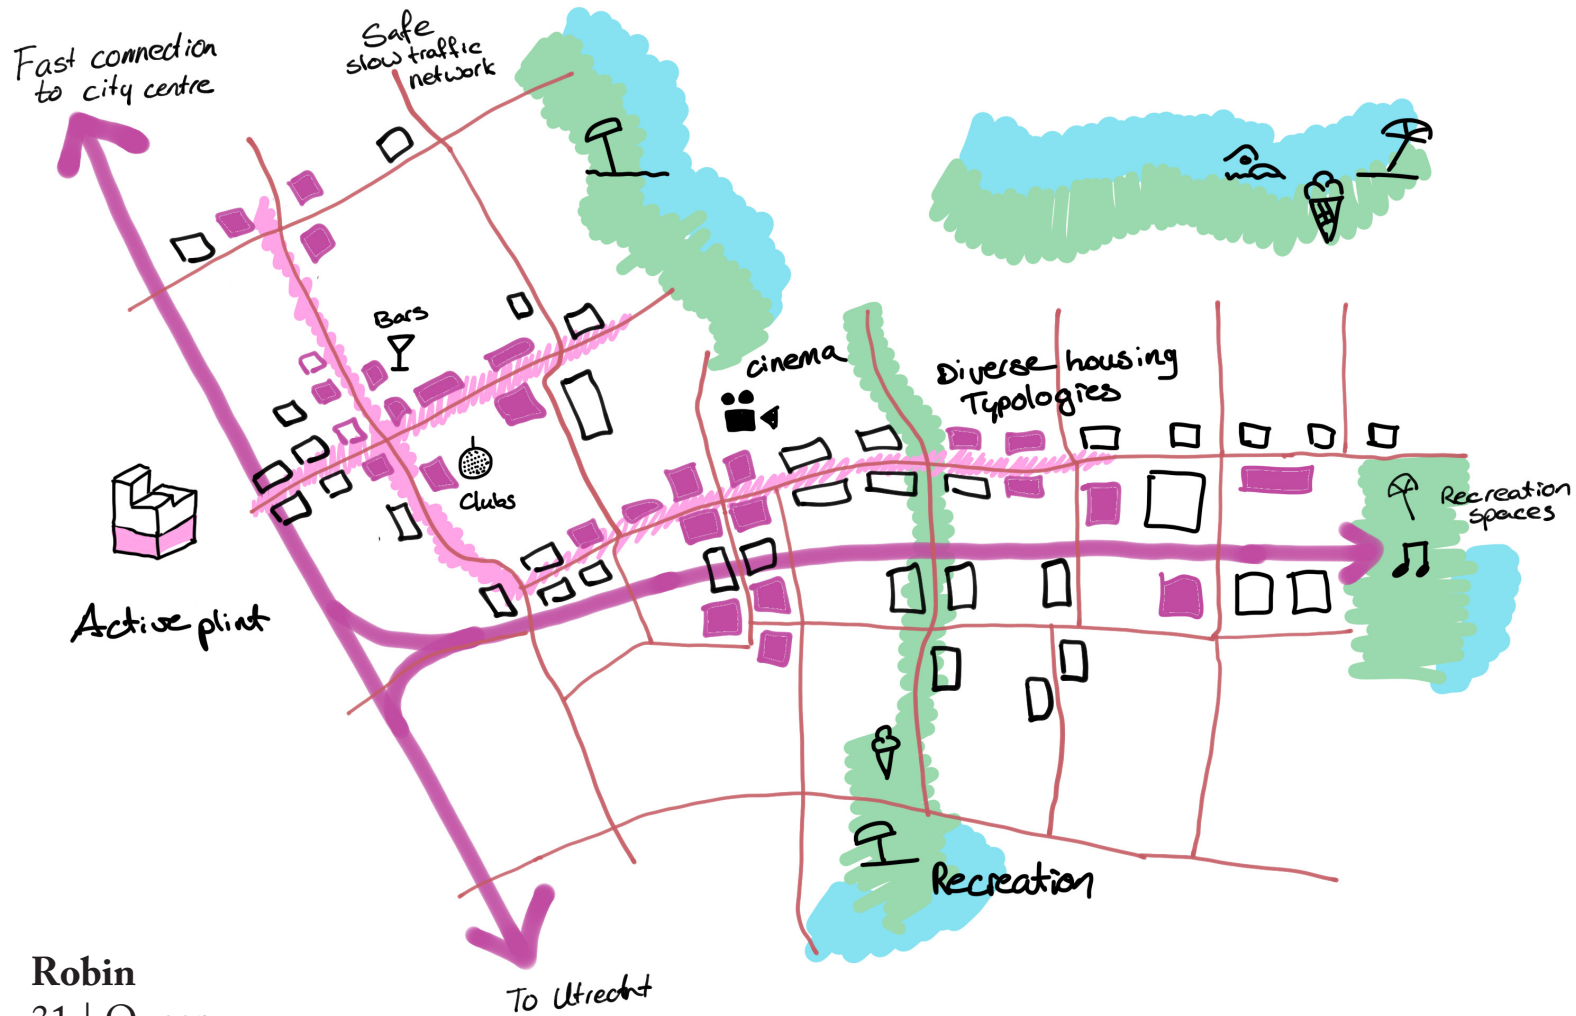 Fast connection
to city centre
Safe
slow traffic
network
Bars
Clubs
cinema
Diverse housing
Typologies
Recreation
spaces
Active plint
Recreation
To Utrecht
Robin